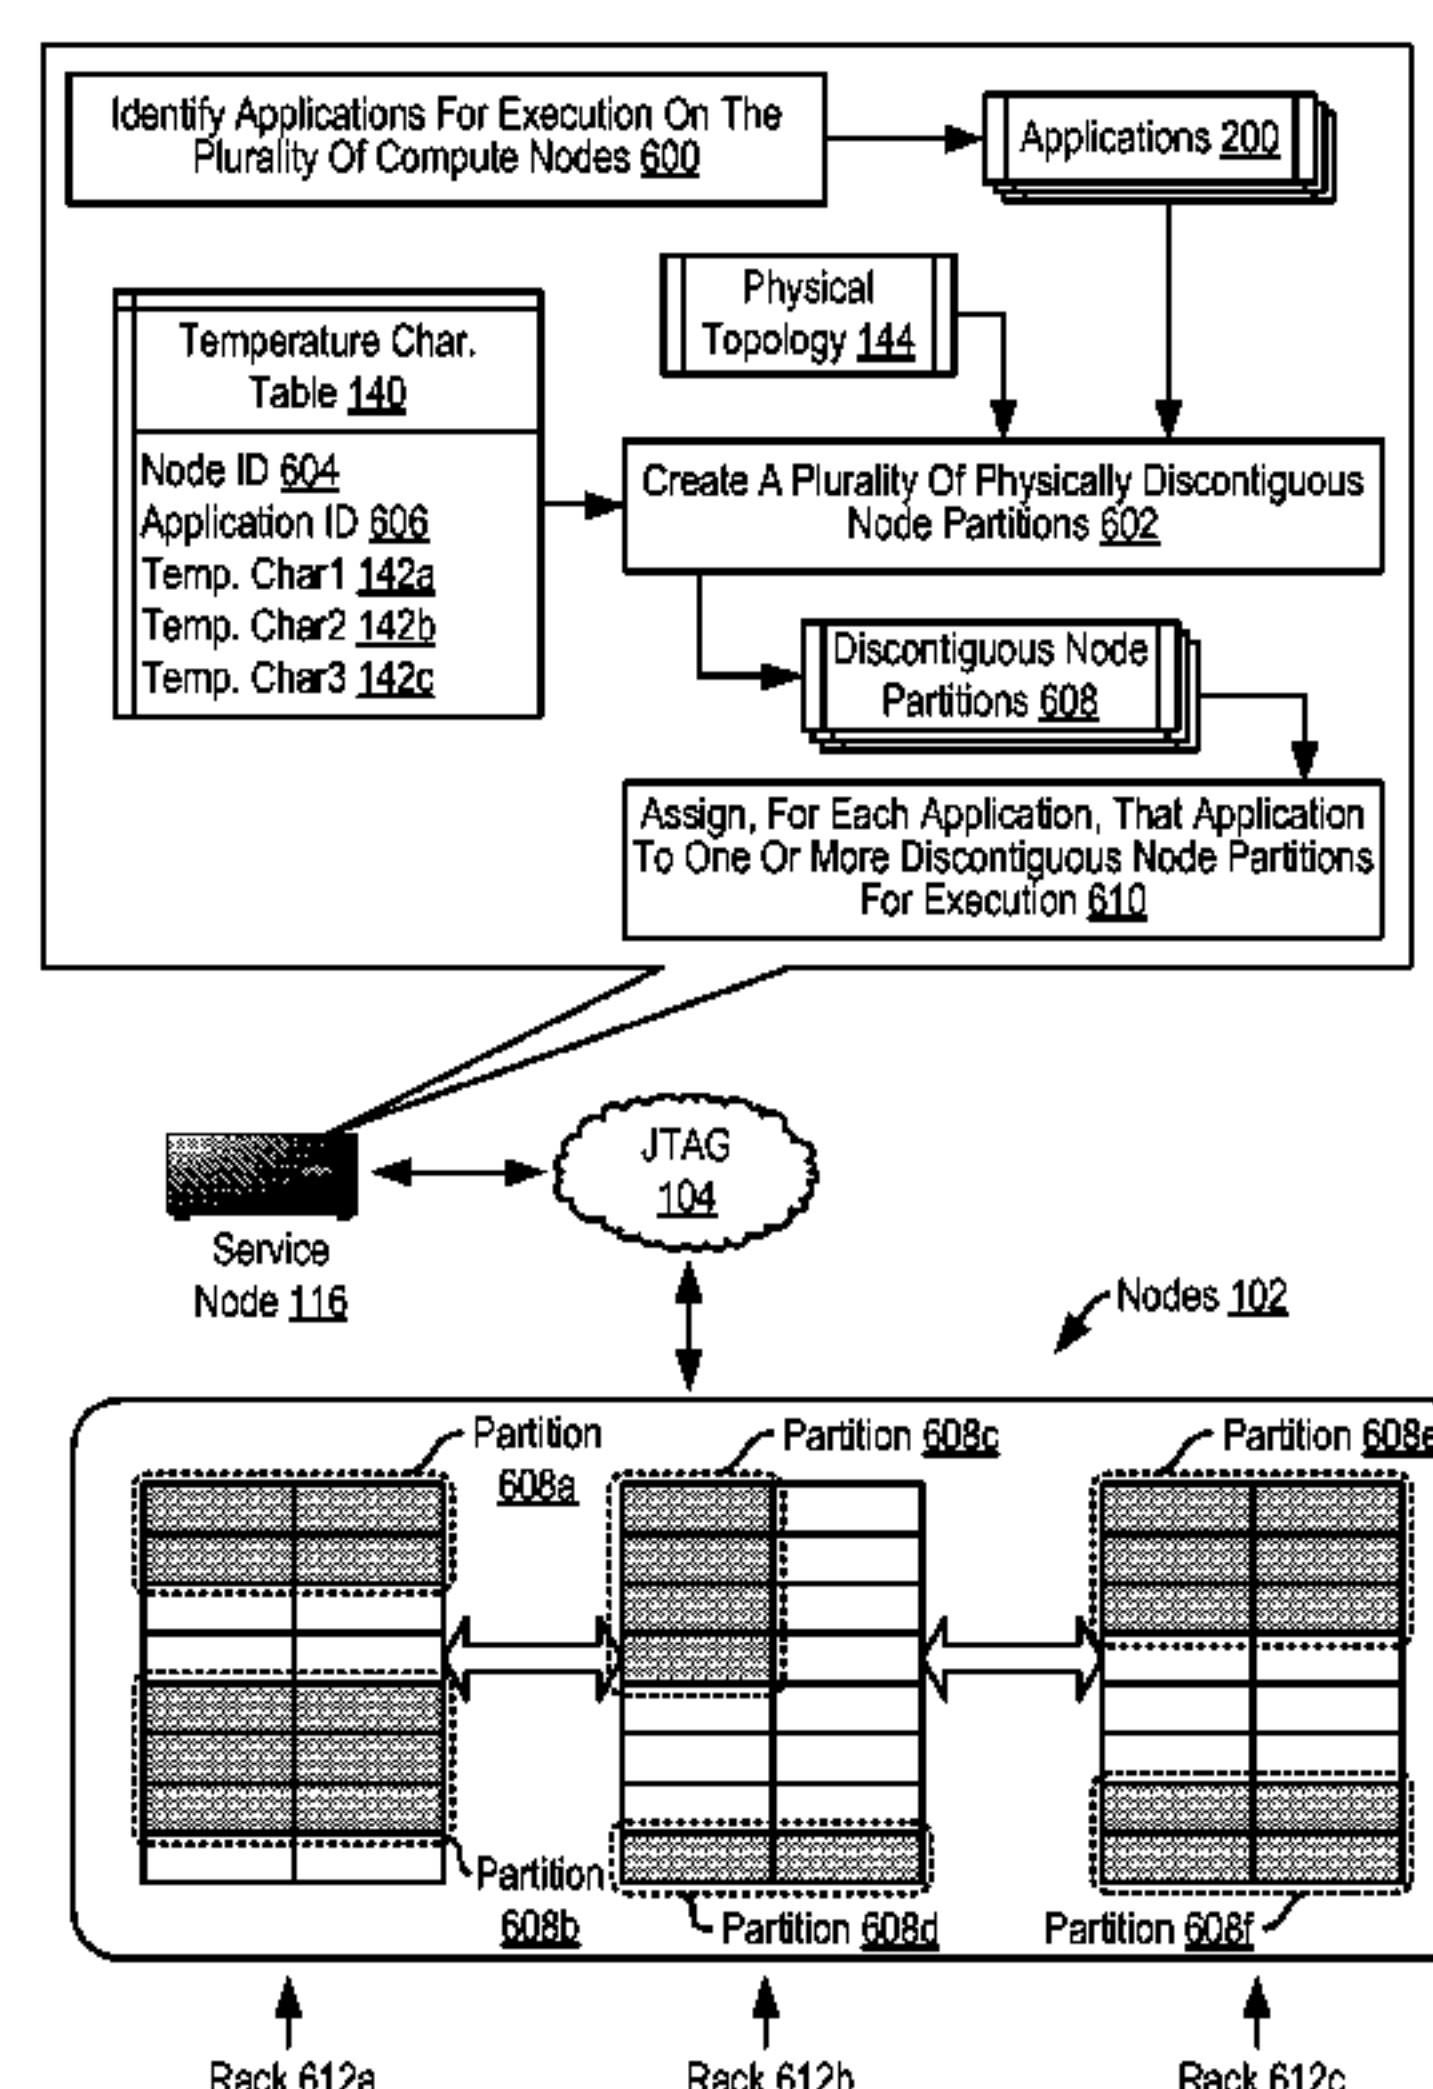 Identify Applications For Execution On The
Plurality Of Compute Nodes 600
Applications 200
Physical
Topology 144
Temperature Char.
Table 140
Node ID 604
Application ID 606
Temp. Char1 142a
Temp. Char2 142b
Temp. Char3 142c
Create A Plurality Of Physically Discontiguous
Node Partitions 602
Discontiguous Node
Partitions 608
Assign, For Each Application, That Application
To One Or More Discontiguous Node Partitions
For Execution 610
JTAG
104
Service
Node 116
Nodes 102
Partition
608a
Partition 608c
Partition 608e
Partition
608b
Partition 608d
Partition 608f
Rack 612a
Rack 612b
Rack 612c